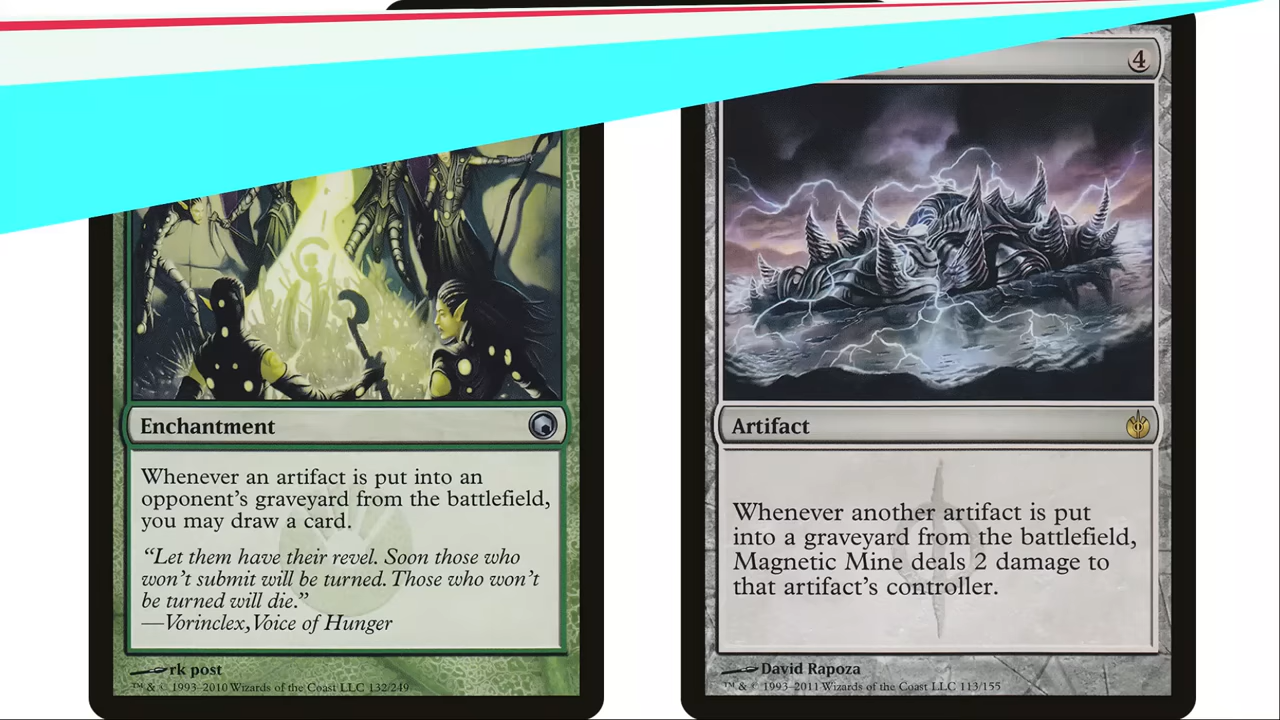 4
Enchantment
Whenever an artifact is put into an
opponent's graveyard from the battlefield,
you may draw a card.
"Let them have their revel. Soon those who
won't submit will be turned. Those who won't
be turned will die."
—Vorinclex, Voice of Hunger
rk post
™ & © 1993-2010 Wizards of the Coast LLC 132/249
Artifact
Whenever another artifact is put
into a graveyard from the battlefield,
Magnetic Mine deals 2 damage to
that artifact's controller.
David Rapoza
™ & © 1993-2011 Wizards of the Coast LLC 113/155